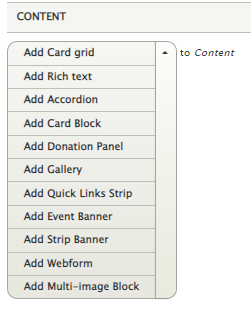 CONTENT
Add Card grid to Content
Add Rich text
Add Accordion
Add Card Block
Add Donation Panel
Add Gallery
Add Quick Links Strip
Add Event Banner
Add Strip Banner
Add Webform
Add Multi-image Block